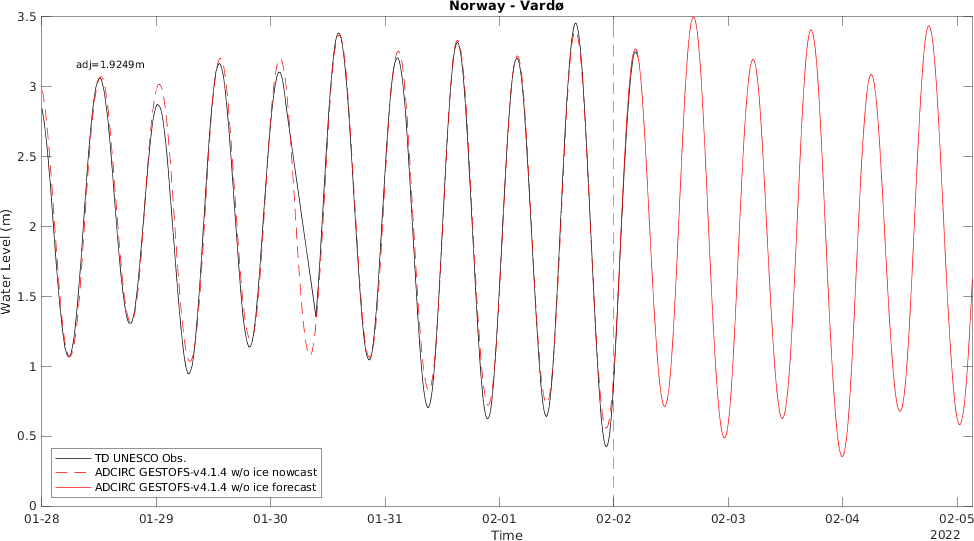 Norway - Vardø
adj=1.9249m
3.5
3
2.5
2
1.5
1
0.5
0
Water Level (m)
TD UNESCO Obs.
ADCIRC GESTOFS-v4.1.4 w/o ice nowcast
ADCIRC GESTOFS-v4.1.4 w/o ice forecast
01-28 01-29 01-30 01-31 02-01 02-02 02-03 02-04 02-05
Time
2022